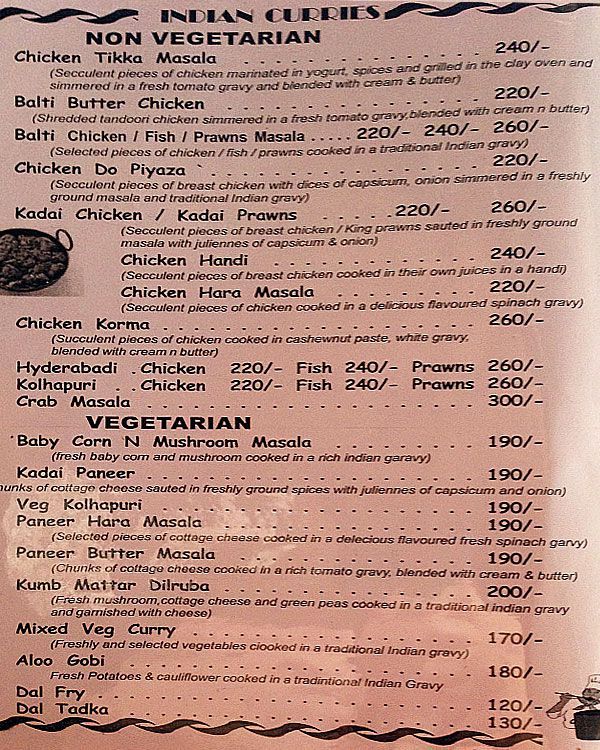 INDIAN CURRIES
NON VEGETARIAN
Chicken Tikka Masala . . . . . . . . . . . . . . . . 240/-
(Secculent pieces of chicken marinated in yogurt, spices and grilled in the clay oven and
simmered in a fresh tomato gravy and blended with cream & butter)
Balti Butter Chicken . . . . . . . . . . . . . . . . 220/-
(Shredded tandoori chicken simmered in a fresh tomato gravy,blended with cream n butter)
Balti Chicken / Fish / Prawns Masala ..... 220/- 240/- 260/-
(Selected pieces of chicken / fish / prawns cooked in a traditional Indian gravy)
Chicken Do Piyaza . . . . . . . . . . . . . . . . . 220/-
(Secculent pieces of breast chicken with dices of capsicum, onion simmered in a freshly
ground masala and traditional Indian gravy)
Kadai Chicken / Kadai Prawns . . . . . 220/- 260/-
(Secculent pieces of breast chicken / King prawns sauted in freshly ground
masala with juliennes of capsicum & onion)
Chicken Handi . . . . . . . . . . . . . 240/-
(Secculent pieces of breast chicken cooked in their own juices in a handi)
Chicken Hara Masala . . . . . . . . . 220/-
(Secculent pieces of chicken cooked in a delicious flavoured spinach gravy)
Chicken Korma . . . . . . . . . . . . . . . . . . . . 260/-
(Succulent pieces of chicken cooked in cashewnut paste, white gravy,
blended with cream n butter)
Hyderabadi . Chicken 220/- Fish 240/- Prawns 260/-
Kolhapuri . . Chicken 220/- Fish 240/- Prawns 260/-
Crab Masala . . . . . . . . . . . . . . . . . . . . . 300/-
VEGETARIAN
Baby Corn 'N Mushroom Masala . . . . . . . . . 190/-
(fresh baby corn and mushroom cooked in a rich indian garavy)
Kadai Paneer . . . . . . . . . . . . . . . . . . . . . 190/-
hunks of cottage cheese sauted in freshly ground spices with juliennes of capsicum and onion)
Veg Kolhapuri . . . . . . . . . . . . . . . . . . . . 190/-
Paneer Hara Masala . . . . . . . . . . . . . . . . 190/-
(Selected pieces of cottage cheese cooked in a delecious flavoured fresh spinach garvy)
Paneer Butter Masala . . . . . . . . . . . . . . . 190/-
(Chunks of cottage cheese cooked in a rich tomato gravy, blended with cream & butter)
Kumb Mattar Dilruba . . . . . . . . . . . . . . . . 200/-
(Fresh mushroom,cottage cheese and green peas cooked in a traditional indian gravy
and garnished with cheese)
Mixed Veg Curry . . . . . . . . . . . . . . . . . . 170/-
(Freshly and selected vegetables clooked in a traditional Indian gravy)
Aloo Gobi . . . . . . . . . . . . . . . . . . . . . . . 180/-
Fresh Potatoes & cauliflower cooked in a tradintional Indian Gravy
Dal Fry . . . . . . . . . . . . . . . . . . . . . . . . 120/-
Dal Tadka . . . . . . . . . . . . . . . . . . . . . . . 130/-